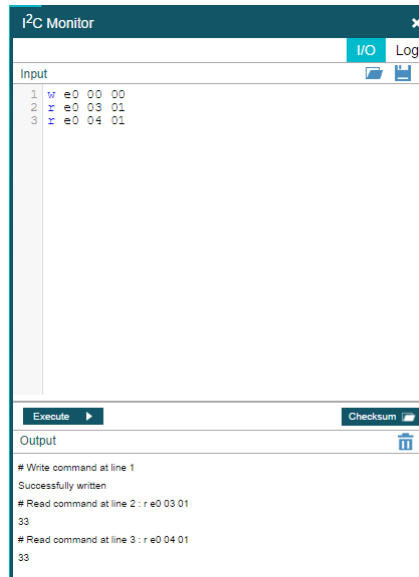 I²C Monitor ×
I/O Log
Input
1 w e0 00 00
2 r e0 03 01
3 r e0 04 01
Execute Checksum
Output
# Write command at line 1
Successfully written
# Read command at line 2 : r e0 03 01
33
# Read command at line 3 : r e0 04 01
33